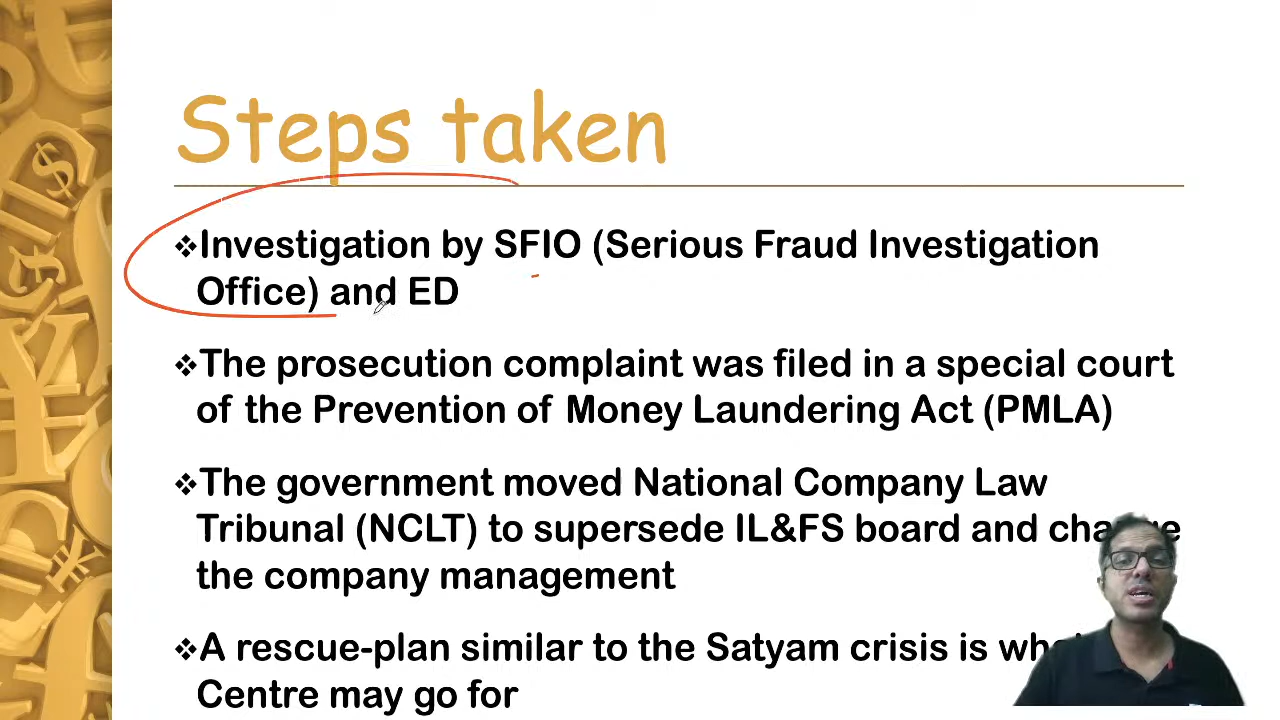 Steps taken
❖Investigation by SFIO (Serious Fraud Investigation
Office) and ED
❖The prosecution complaint was filed in a special court
of the Prevention of Money Laundering Act (PMLA)
❖The government moved National Company Law
Tribunal (NCLT) to supersede IL&FS board and change
the company management
❖A rescue-plan similar to the Satyam crisis is
Centre may go for